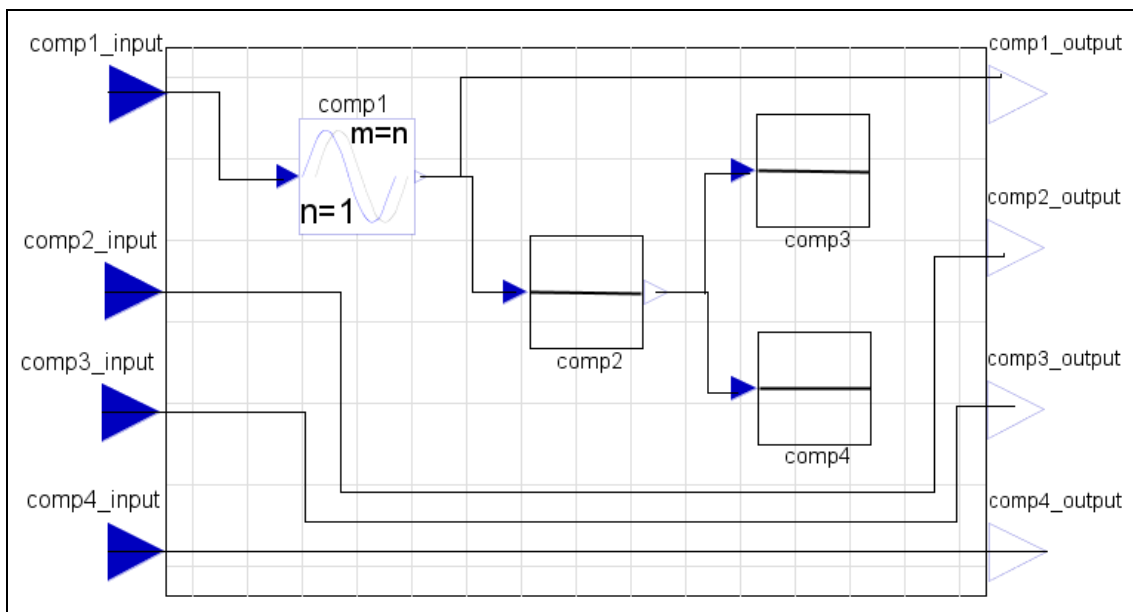 comp1_input
comp1_output
comp1
m=n
n=1
comp2_input
comp2_output
comp3
comp2
comp3_input
comp3_output
comp4
comp4_input
comp4_output